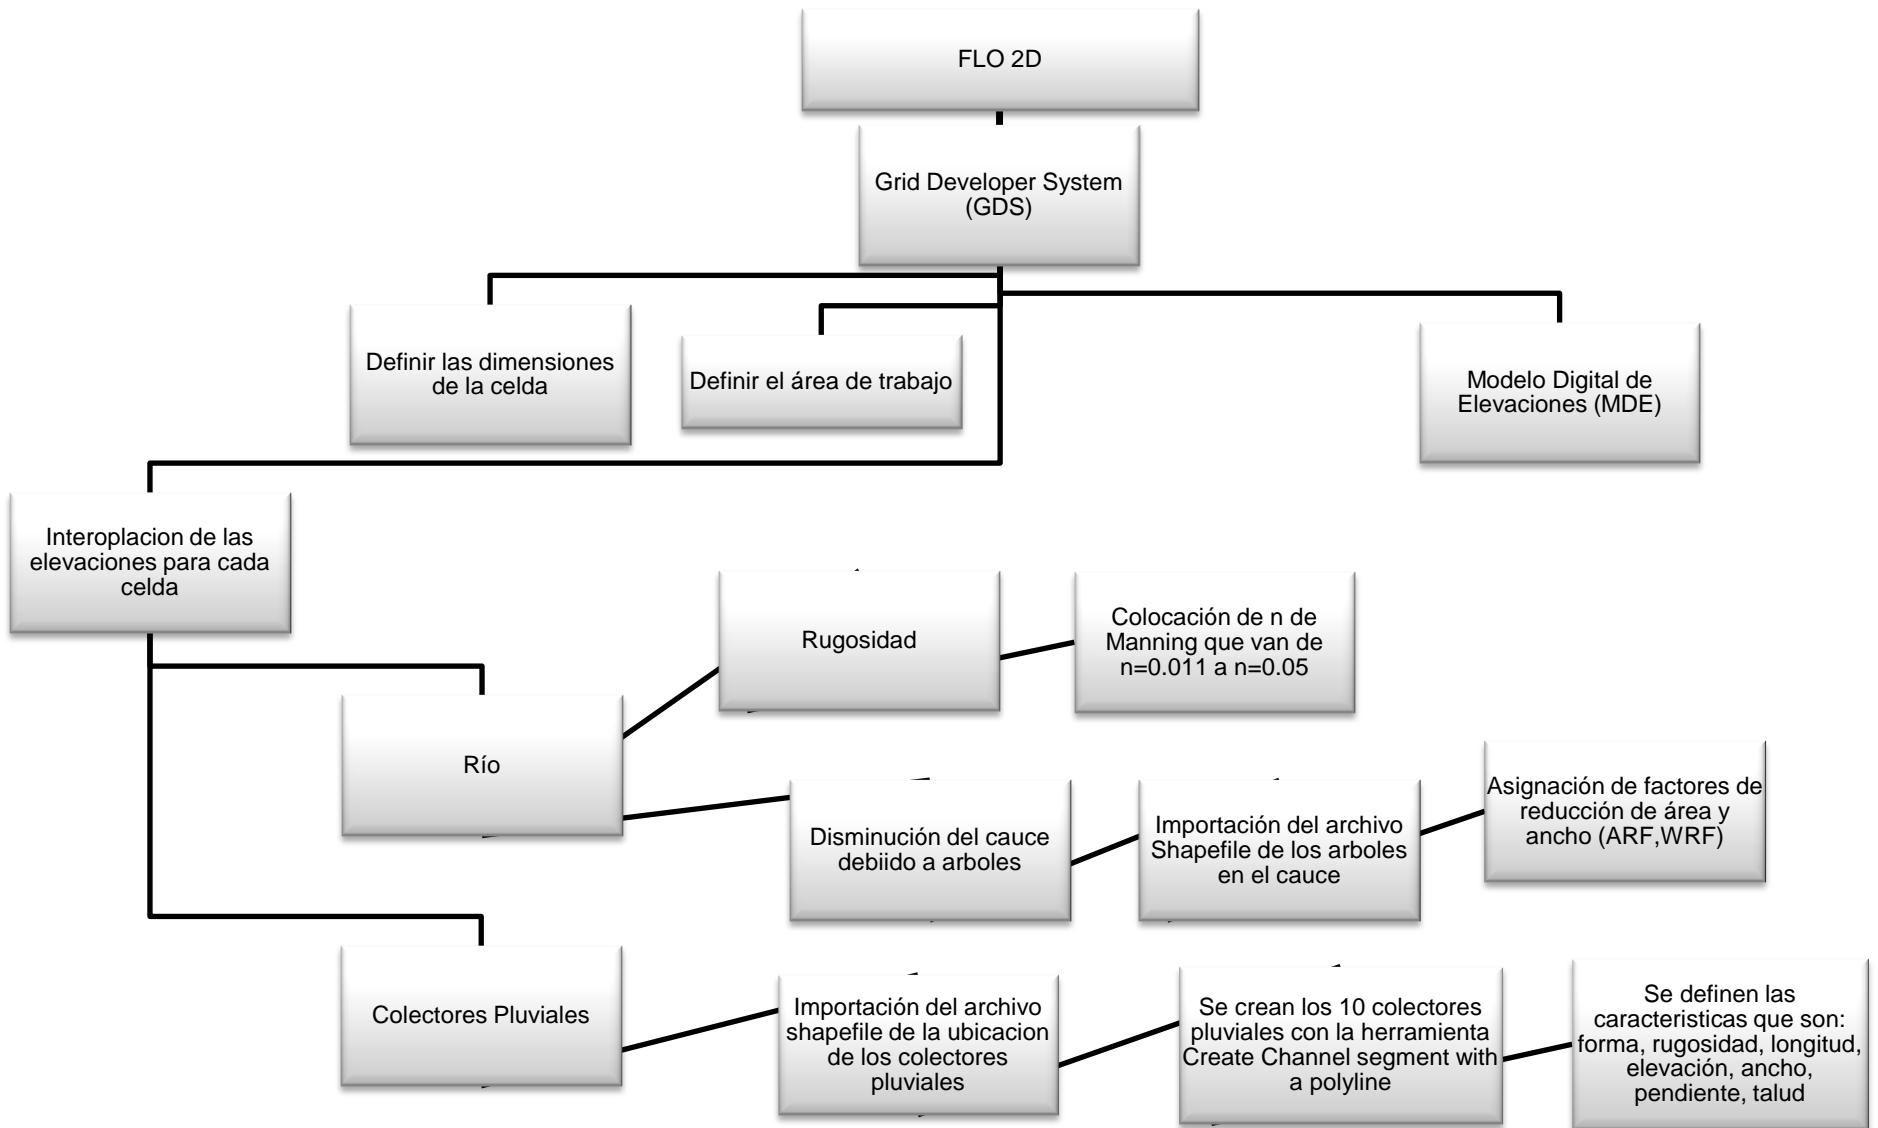 FLO 2D
Grid Developer System
(GDS)
Definir las dimensiones
de la celda
Definir el área de trabajo
Modelo Digital de
Elevaciones (MDE)
Interoplacion de las
elevaciones para cada
celda
Rugosidad
Colocación de n de
Manning que van de
n=0.011 a n=0.05
Río
Disminución del cauce
debiido a arboles
Importación del archivo
Shapefile de los arboles
en el cauce
Asignación de factores de
reducción de área y
ancho (ARF,WRF)
Colectores Pluviales
Importación del archivo
shapefile de la ubicacion
de los colectores
pluviales
Se crean los 10 colectores
pluviales con la herramienta
Create Channel segment with
a polyline
Se definen las
caracteristicas que son:
forma, rugosidad, longitud,
elevación, ancho,
pendiente, talud